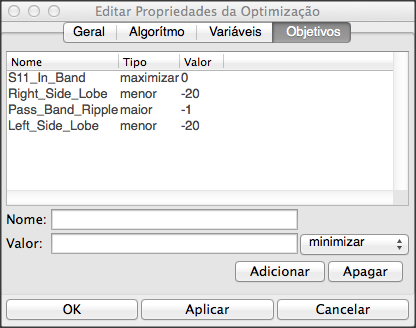 Editar Propriedades da Optimização
Geral Algorítmo Variáveis Objetivos
Nome Tipo Valor
S11_In_Band maximizar 0
Right_Side_Lobe menor -20
Pass_Band_Ripple maior -1
Left_Side_Lobe menor -20
Nome:
Valor: minimizar
Adicionar Apagar
OK Aplicar Cancelar